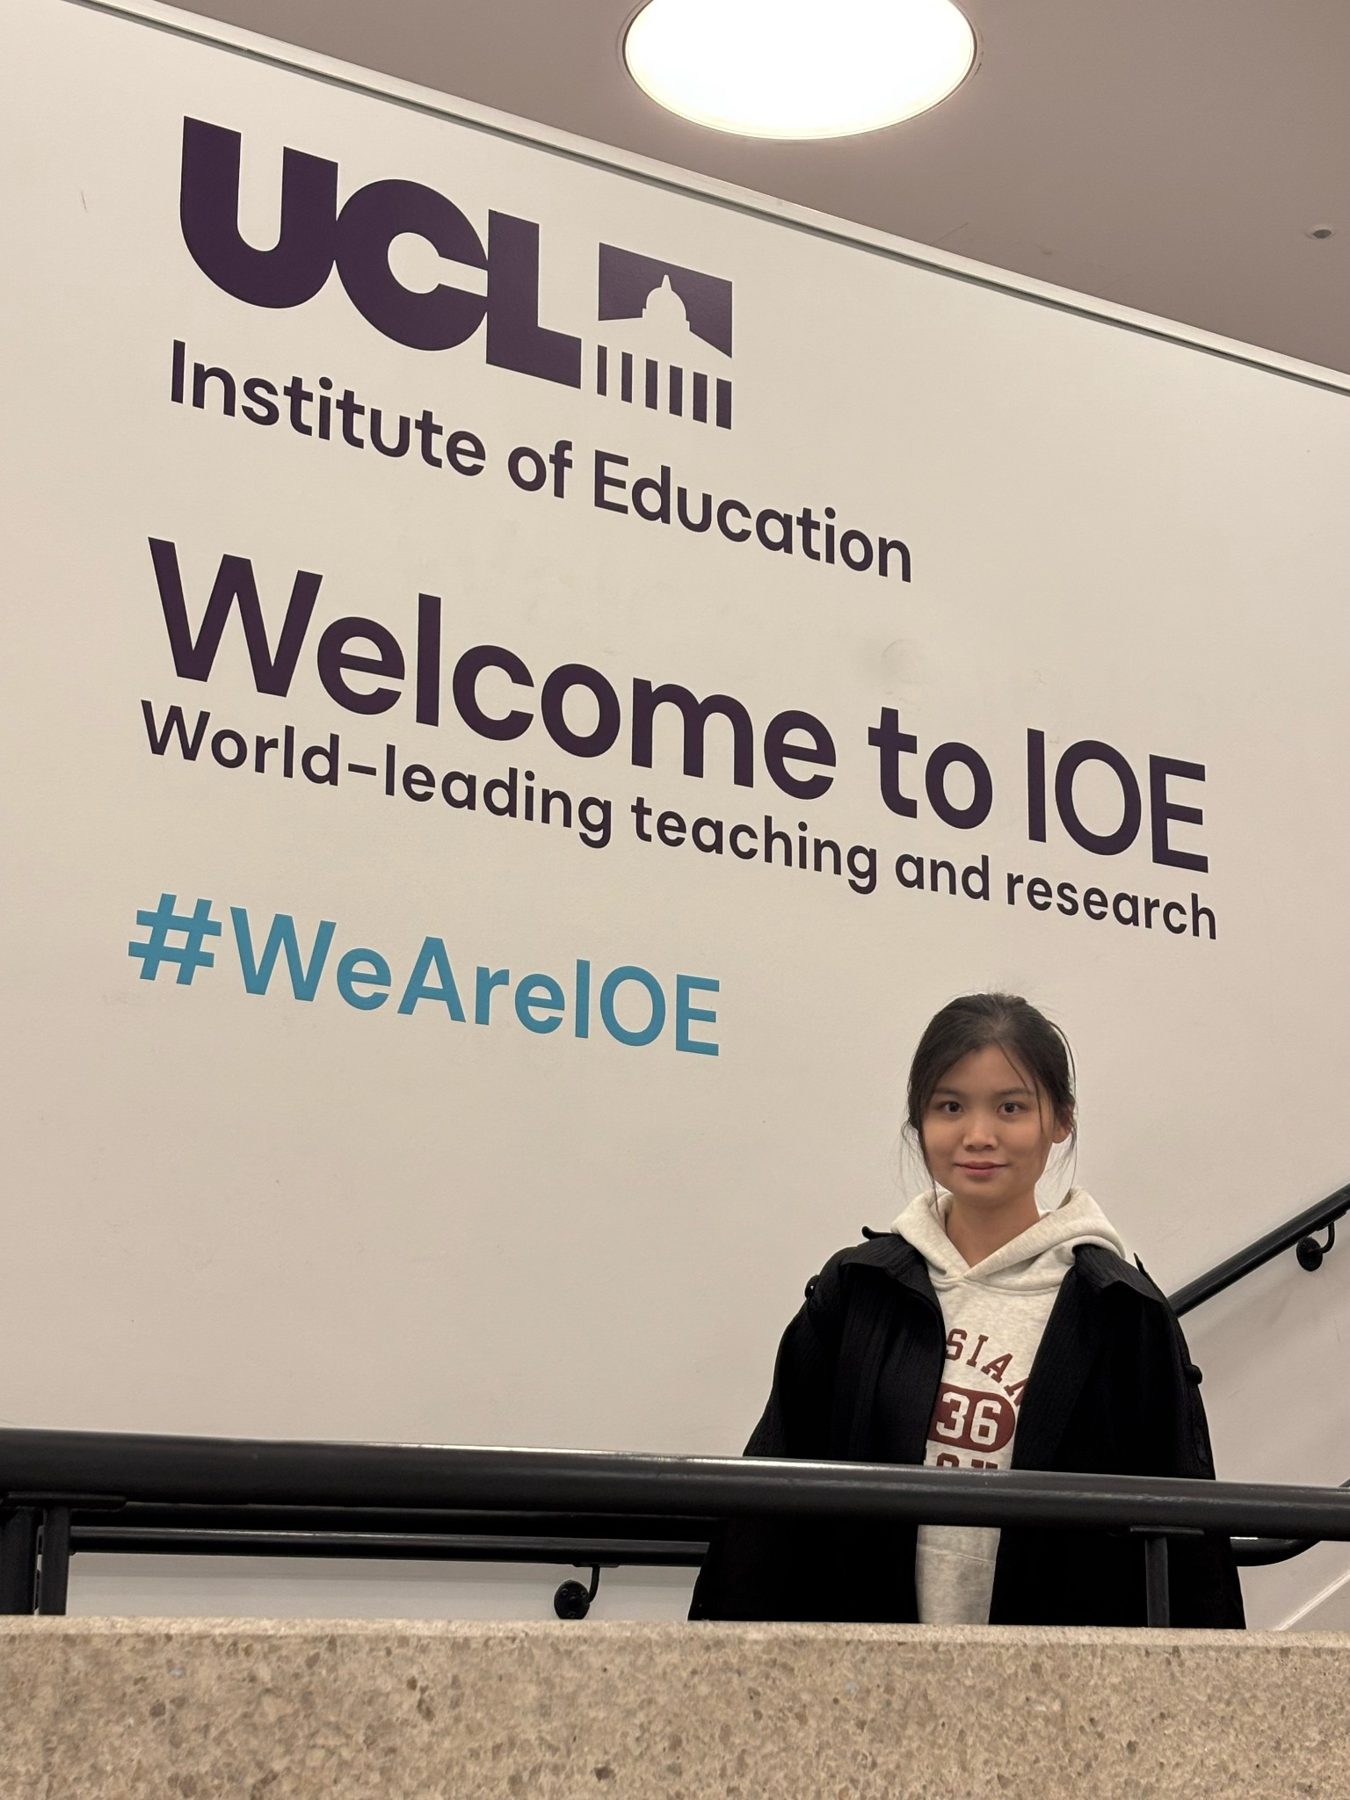 UCL
Institute of Education
Welcome to IOE
World-leading teaching and research
#WeAreIOE
36